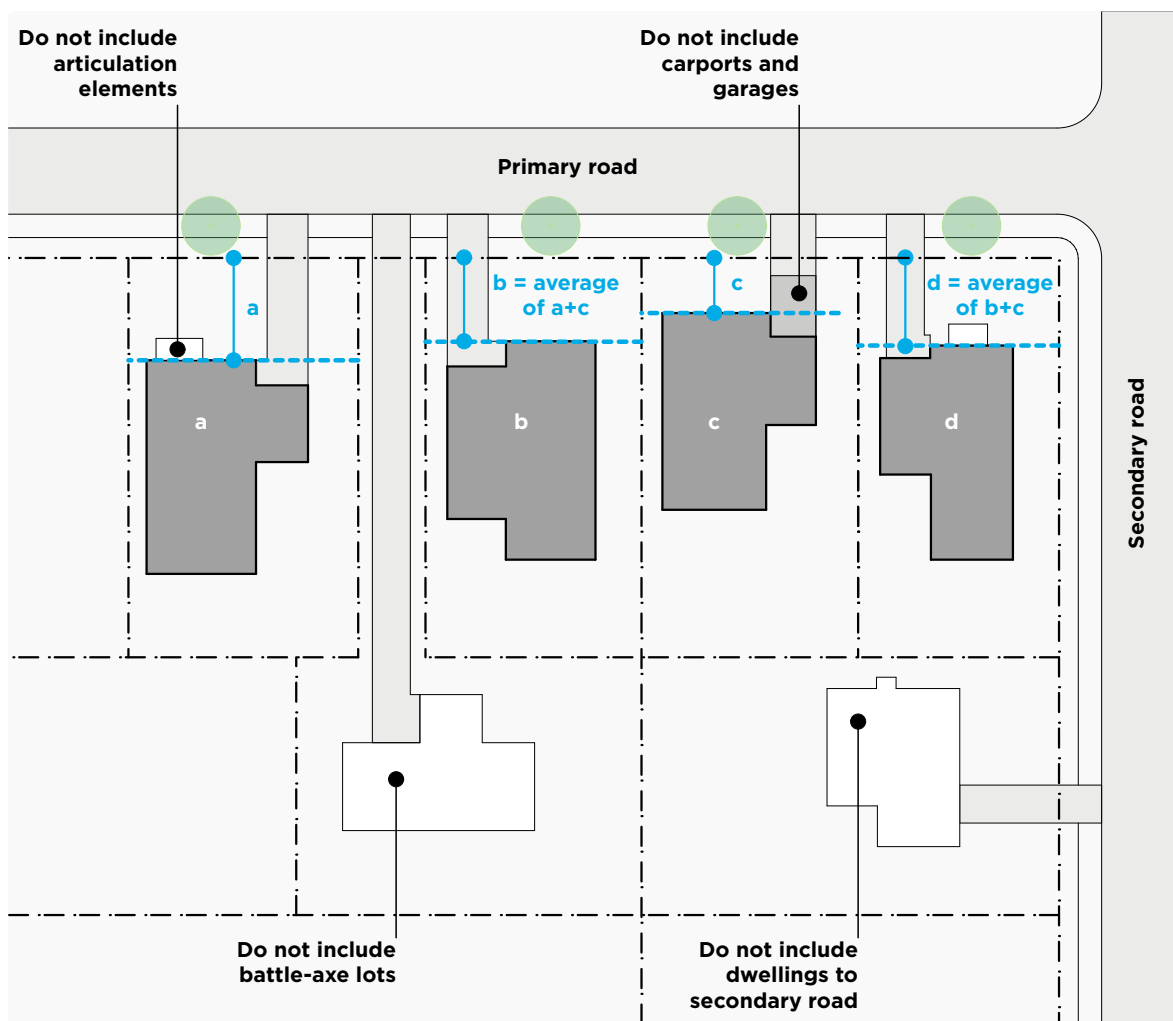 Do not include
articulation
elements
Do not include
carports and
garages
Primary road
a
b = average
of a+c
c
d = average
of b+c
a
b
c
d
Secondary road
Do not include
battle-axe lots
Do not include
dwellings to
secondary road